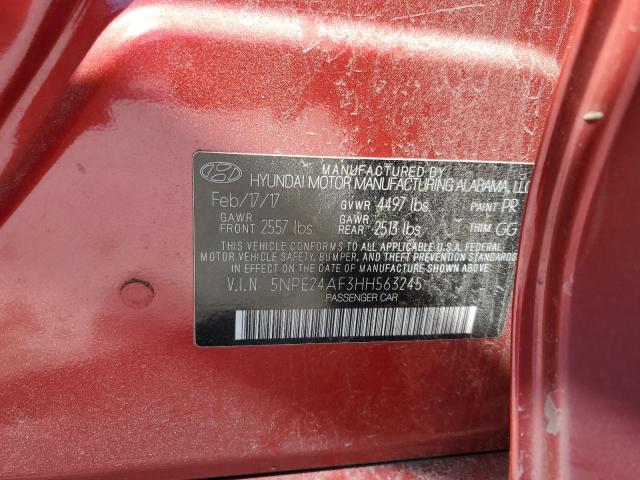 MANUFACTURED BY
HYUNDAI MOTOR MANUFACTURING ALABAMA, LLC
Feb/17/17 GVWR 4497 lbs PAINT PR
GAWR FRONT 2557 lbs GAWR REAR 2513 lbs TRIM GG
THIS VEHICLE CONFORMS TO ALL APPLICABLE U.S.A. FEDERAL
MOTOR VEHICLE SAFETY, BUMPER, AND THEFT PREVENTION
STANDARDS IN EFFECT ON THE DATE OF MANUFACTURE SHOWN ABOVE.
V.I.N 5NPE24AF3HH563245
PASSENGER CAR